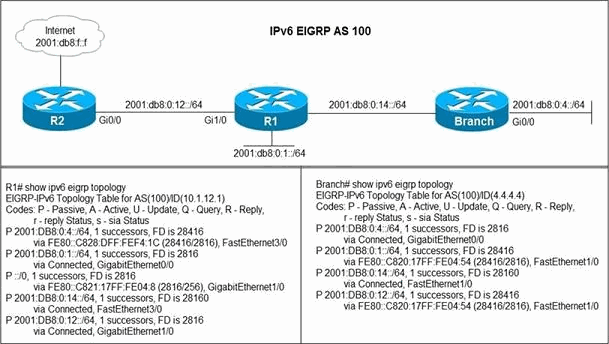 IPv6 EIGRP AS 100
Internet
2001:db8:f::f
2001:db8:0:12::/64
2001:db8:0:14::/64
2001:db8:0:4::/64
R2
Gi0/0
Gi1/0
R1
Branch
Gi0/0
2001:db8:0:1::/64
R1# show ipv6 eigrp topology
EIGRP-IPv6 Topology Table for AS(100)/ID(10.1.12.1)
Codes: P - Passive, A - Active, U - Update, Q - Query, R - Reply,
r - reply Status, s - sia Status
P 2001:DB8:0:4::/64, 1 successors, FD is 28416
via FE80::C828:DFF:FEF4:1C (28416/2816), FastEthernet3/0
P 2001:DB8:0:1::/64, 1 successors, FD is 2816
via Connected, GigabitEthernet0/0
P ::/0, 1 successors, FD is 2816
via FE80::C821:17FF:FE04:8 (2816/256), GigabitEthernet1/0
P 2001:DB8:0:14::/64, 1 successors, FD is 28160
via Connected, FastEthernet3/0
P 2001:DB8:0:12::/64, 1 successors, FD is 2816
via Connected, GigabitEthernet1/0
Branch# show ipv6 eigrp topology
EIGRP-IPv6 Topology Table for AS(100)/ID(4.4.4.4)
Codes: P - Passive, A - Active, U - Update, Q - Query, R - Reply,
r - reply Status, s - sia Status
P 2001:DB8:0:4::/64, 1 successors, FD is 2816
via Connected, GigabitEthernet0/0
P 2001:DB8:0:1::/64, 1 successors, FD is 28416
via FE80::C820:17FF:FE04:54 (28416/2816), FastEthernet1/0
P 2001:DB8:0:14::/64, 1 successors, FD is 28160
via Connected, FastEthernet1/0
P 2001:DB8:0:12::/64, 1 successors, FD is 28416
via FE80::C820:17FF:FE04:54 (28416/2816), FastEthernet1/0